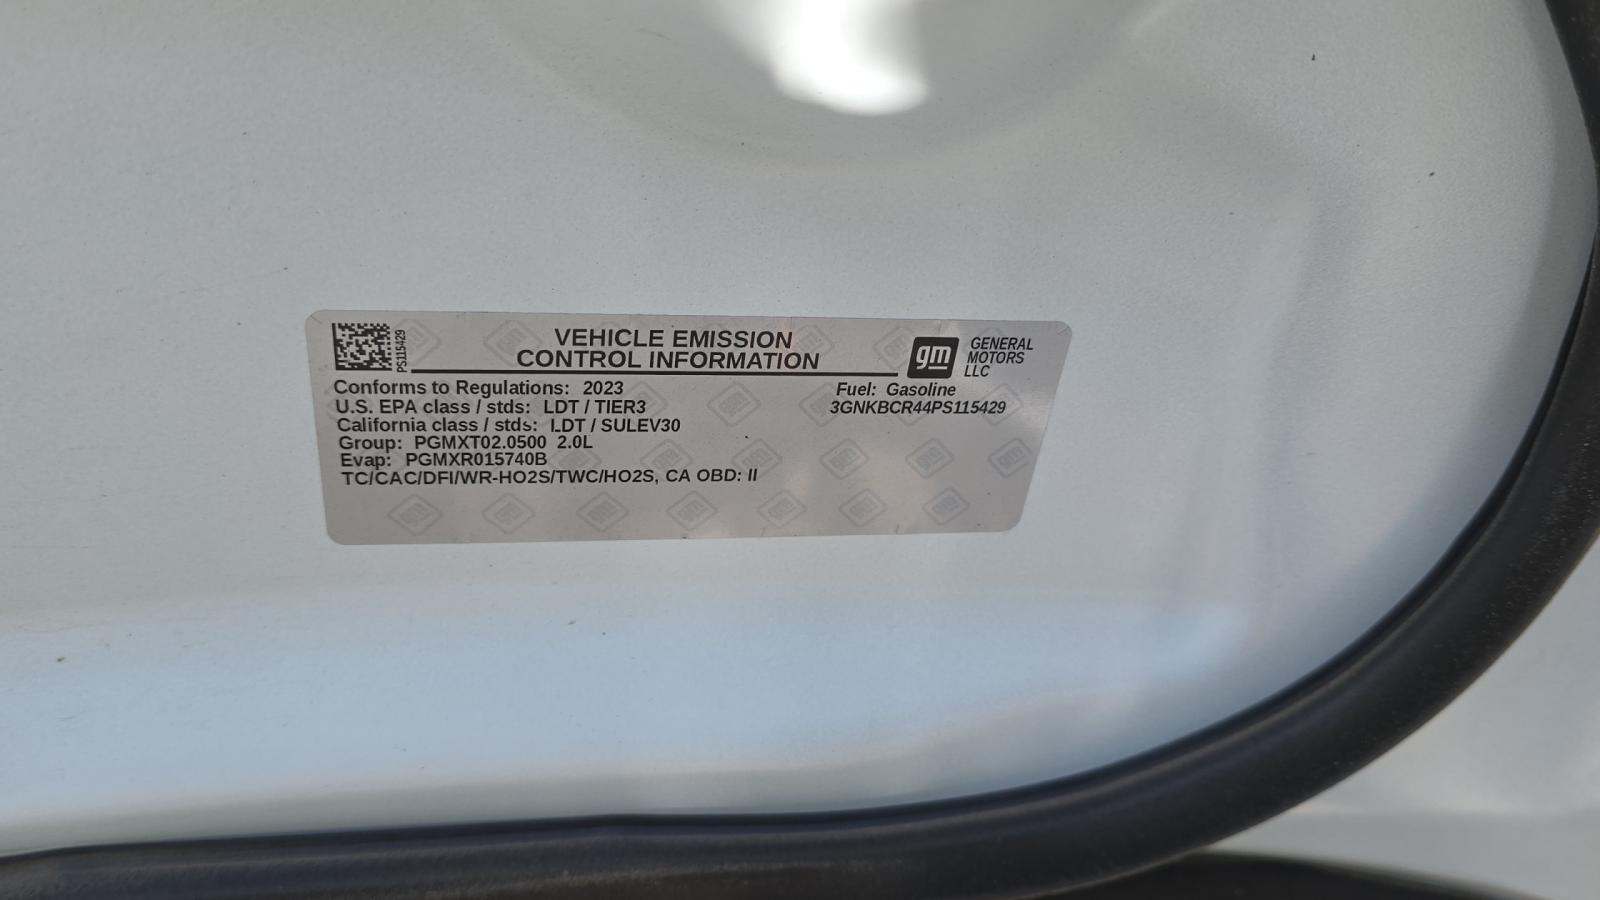 PS115429
VEHICLE EMISSION
CONTROL INFORMATION
gm
GENERAL
MOTORS
LLC
Conforms to Regulations: 2023
Fuel: Gasoline
U.S. EPA class / stds: LDT / TIER3
3GNKBCR44PS115429
California class / stds: LDT / SULEV30
Group: PGMXT02.0500 2.0L
Evap: PGMXR015740B
TC/CAC/DFI/WR-HO2S/TWC/HO2S, CA OBD: II